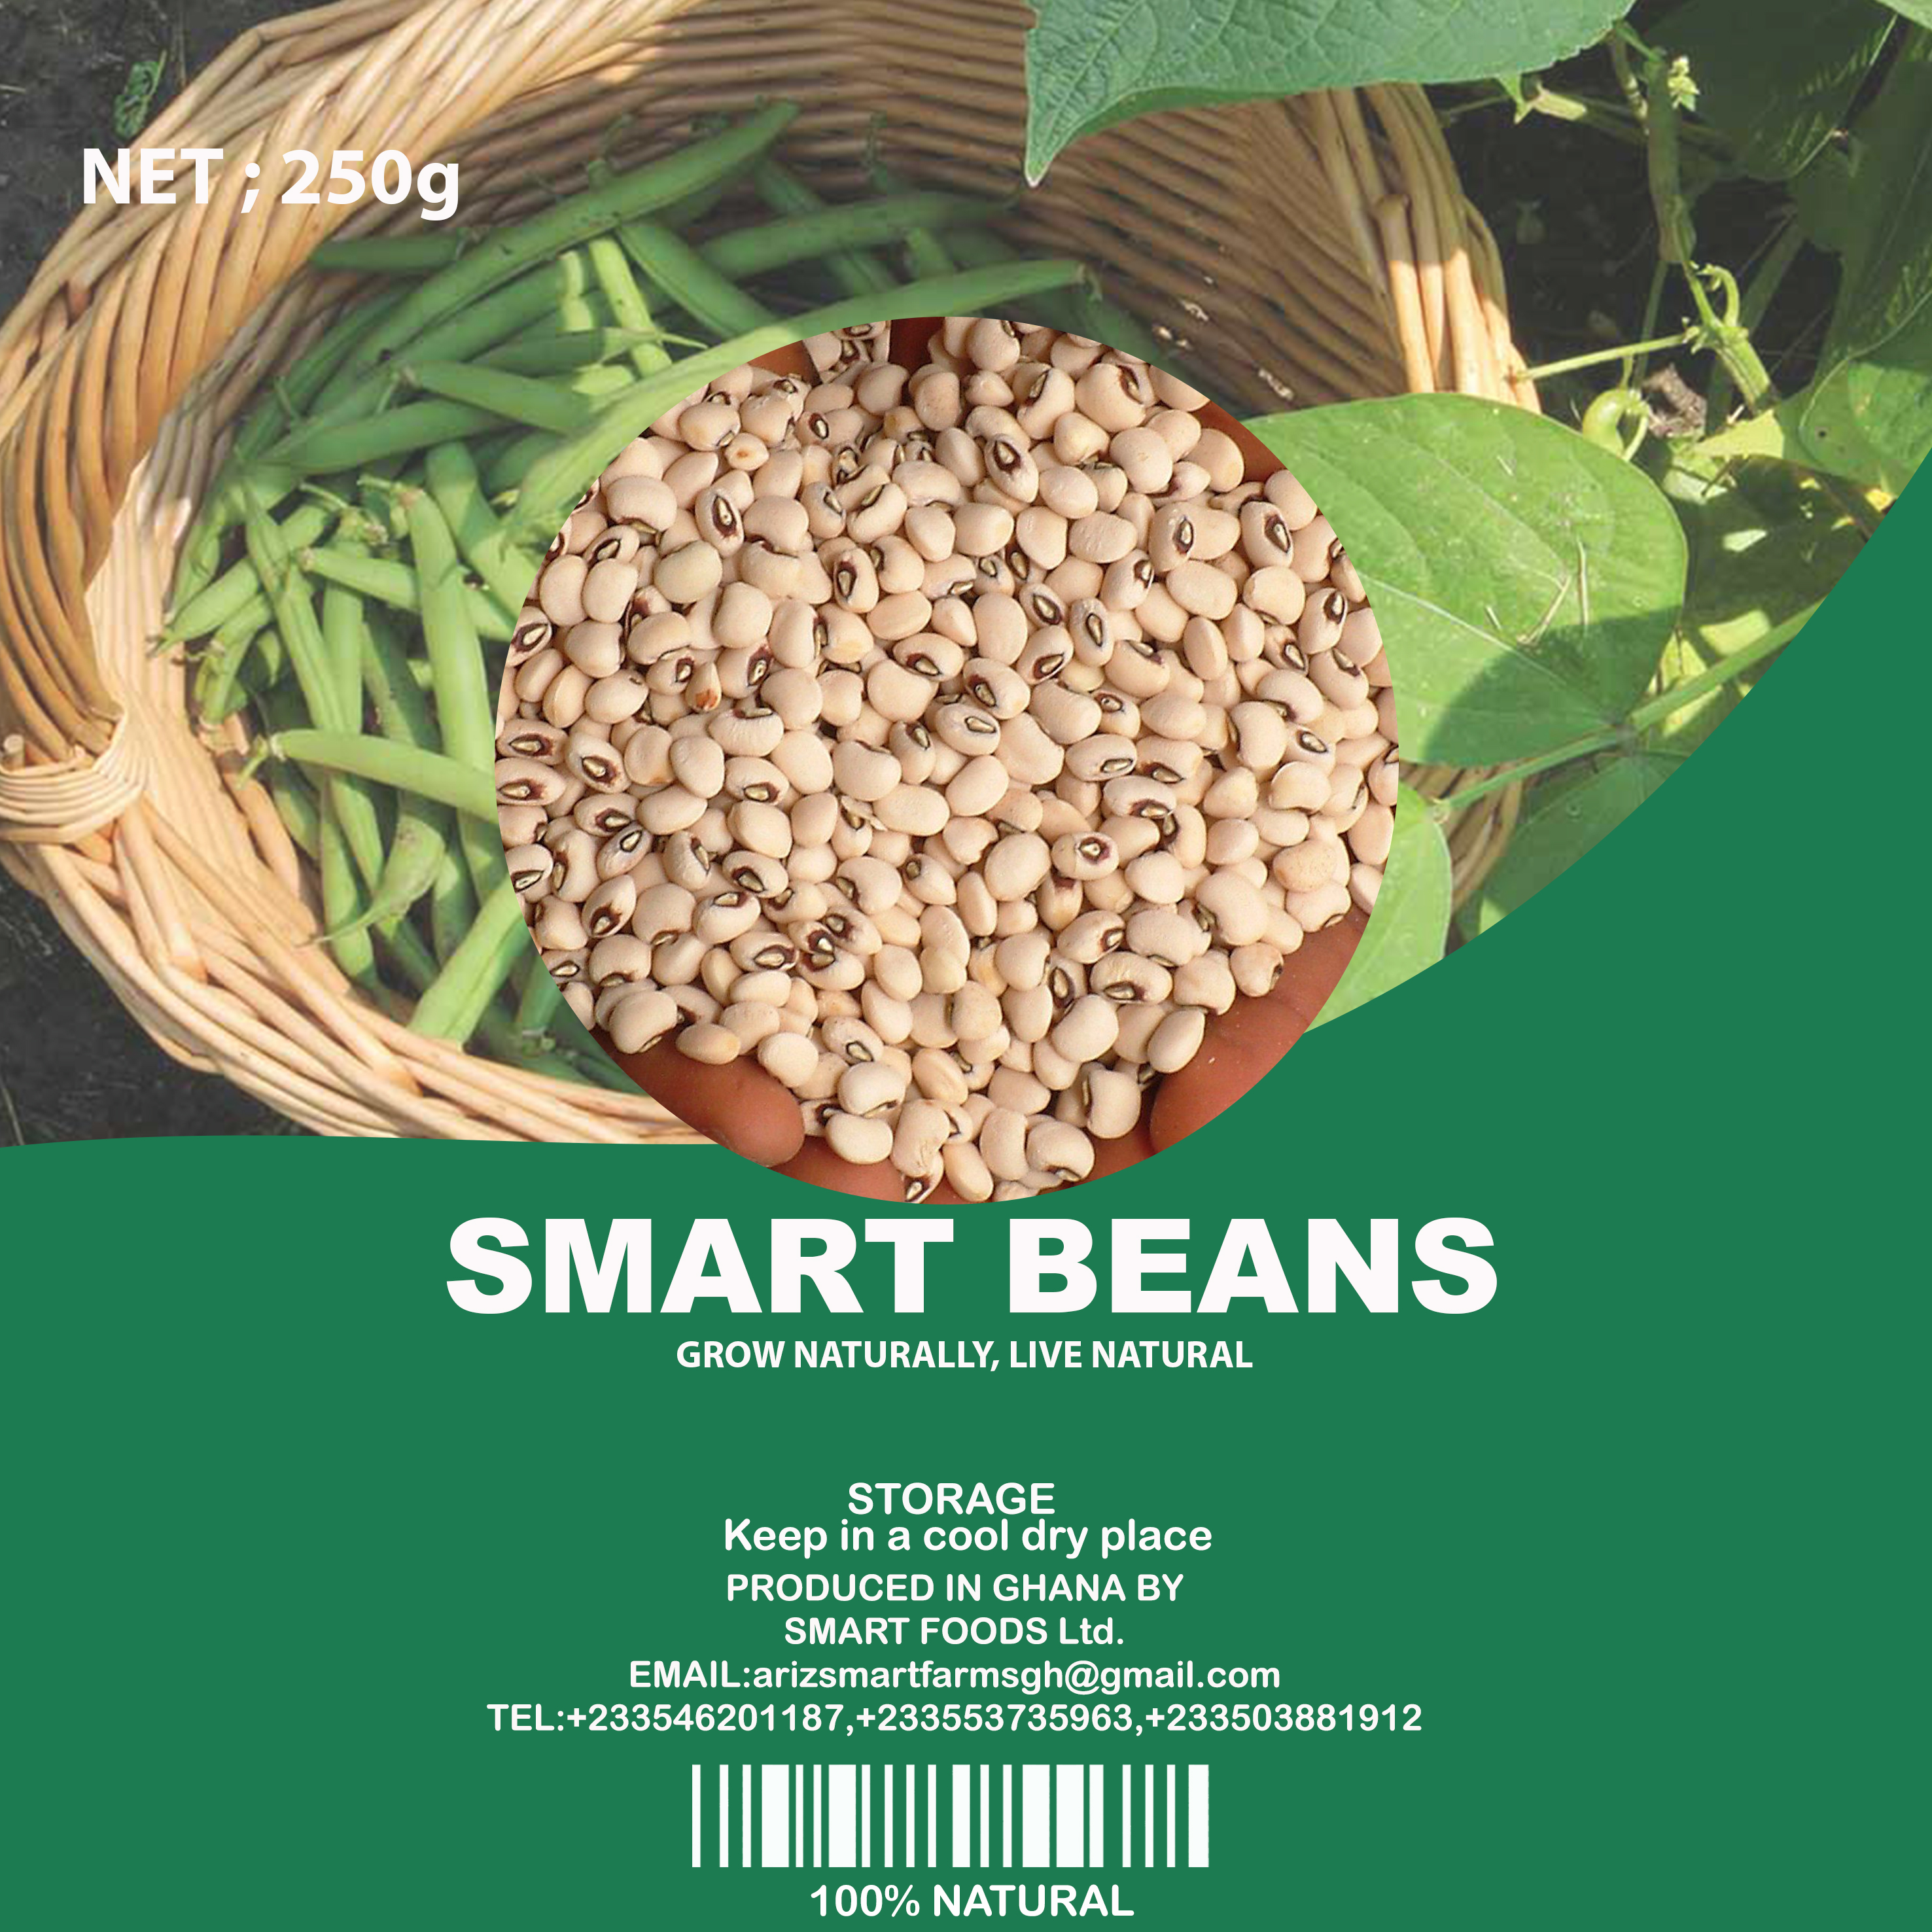 NET ; 250g
SMART BEANS
GROW NATURALLY, LIVE NATURAL
STORAGE
Keep in a cool dry place
PRODUCED IN GHANA BY
SMART FOODS Ltd.
EMAIL:arizsmartfarmsgh@gmail.com
TEL:+233546201187,+233553735963,+233503881912
100% NATURAL